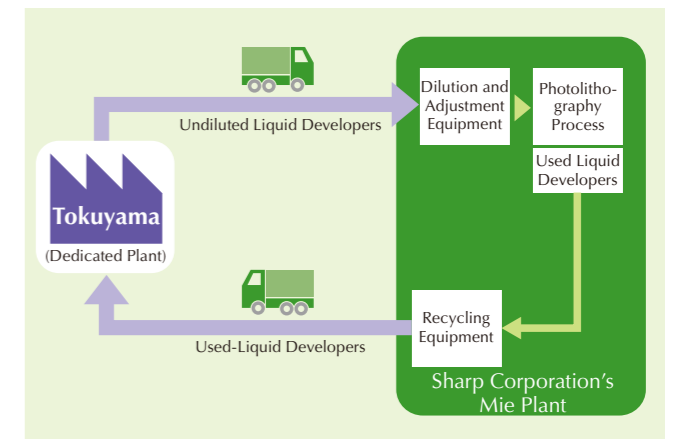 Dilution and
Adjustment
Equipment
Photolitho-
graphy
Process
Undiluted Liquid Developers
Used Liquid
Developers
Tokuyama
(Dedicated Plant)
Recycling
Equipment
Used-Liquid Developers
Sharp Corporation's
Mie Plant